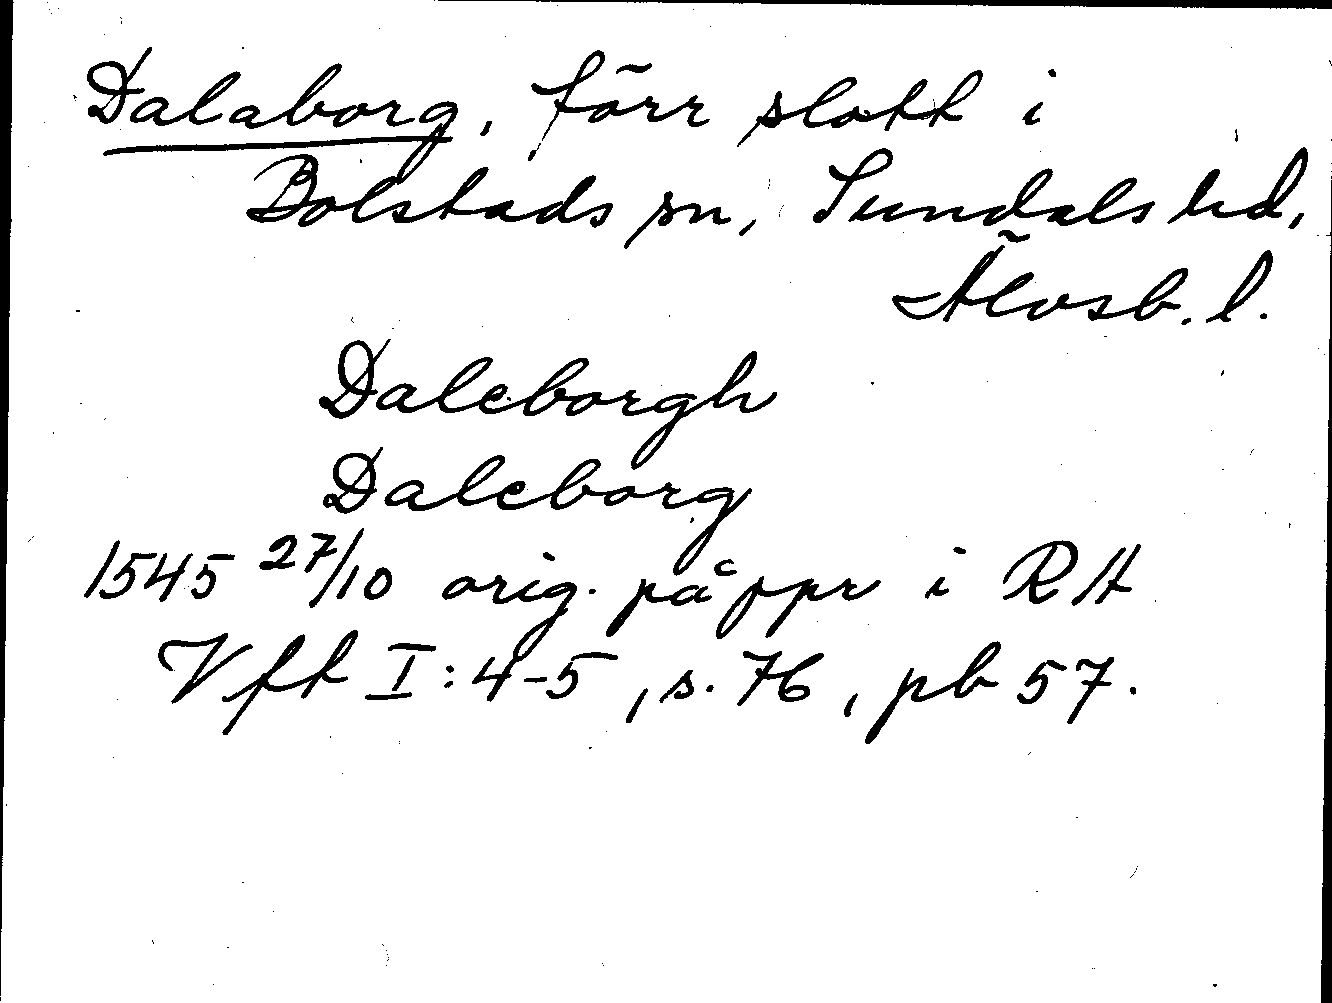 Dalaborg, förr slott i
Bolstads sn, Sundals hd,
Älvsb. l.
Daleborgh
Daleborg
1545 27/10 orig. på ppr i RA
Vft I:4-5, s. 76, pb 57.